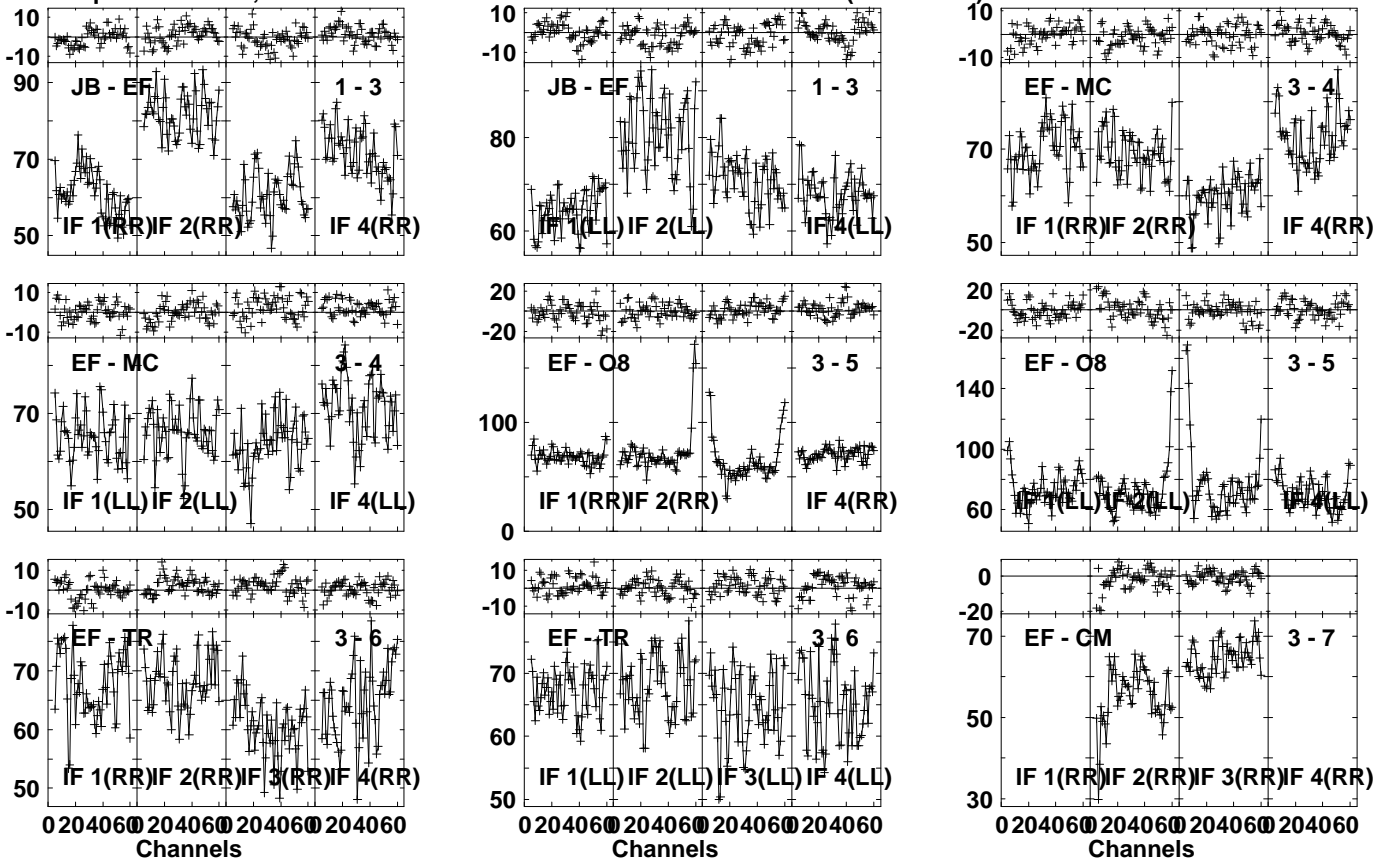 10 10 10
-10 -10 -10
90 JB - EF 1 - 3 JB - EF 1 - 3 EF - MC 3 - 4
80
70 70
50 IF 1(RR) IF 2(RR) IF 4(RR) 60 IF 1(LL) IF 2(LL) IF 4(LL) 50 IF 1(RR) IF 2(RR) IF 4(RR)
10 20 20
-10 -20 -20
EF - MC 3 - 4 EF - O8 3 - 5 EF - O8 3 - 5
70 100 140
100
50 IF 1(LL) IF 2(LL) IF 4(LL) 0 IF 1(RR) IF 2(RR) IF 4(RR) 60 IF 1(LL) IF 2(LL) IF 4(LL)
10 10 0
-10 -10 -20
EF - TR 3 - 6 EF - TR 3 - 6 EF - CM 3 - 7
70 70 70
60 60 50
50 IF 1(RR) IF 2(RR) IF 3(RR) IF 4(RR) 50 IF 1(LL) IF 2(LL) IF 3(LL) IF 4(LL) 30 IF 1(RR) IF 2(RR) IF 3(RR) IF 4(RR)
0 20 40 60 0 20 40 60 0 20 40 60 0 20 40 60 0 20 40 60 0 20 40 60 0 20 40 60 0 20 40 60 0 20 40 60 0 20 40 60 0 20 40 60 0 20 40 60
Channels Channels Channels